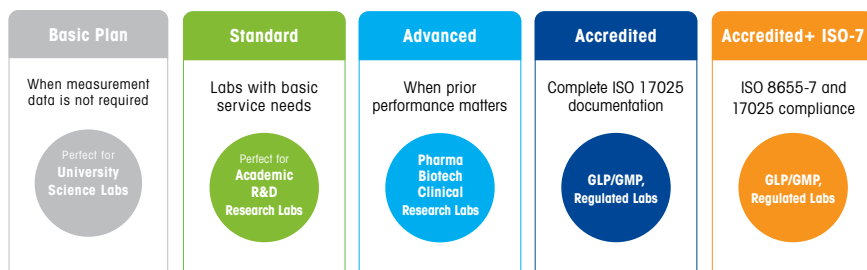 Basic Plan
When measurement
data is not required
Perfect for
University
Science Labs
Standard
Labs with basic
service needs
Perfect for
Academic
R&D
Research Labs
Advanced
When prior
performance matters
Pharma
Biotech
Clinical
Research Labs
Accredited
Complete ISO 17025
documentation
GLP/GMP,
Regulated Labs
Accredited+ ISO-7
ISO 8655-7 and
17025 compliance
GLP/GMP,
Regulated Labs